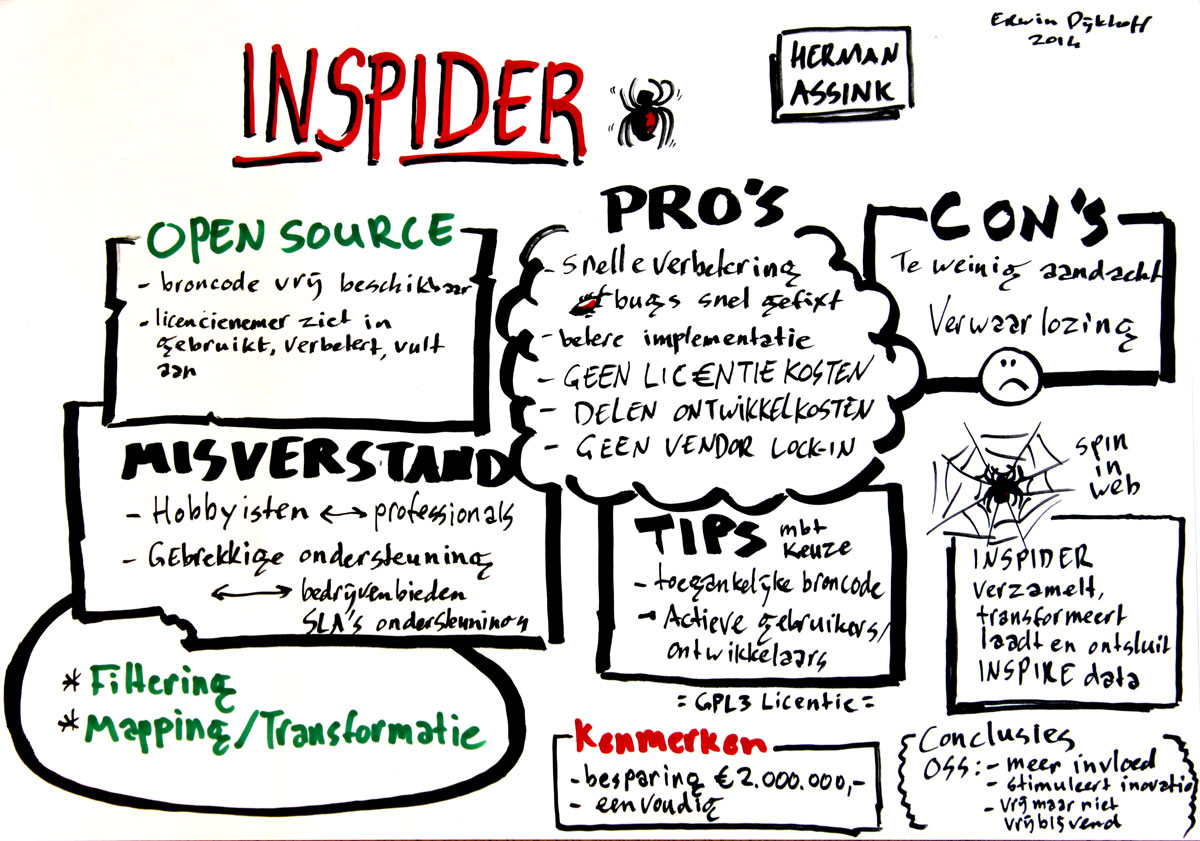 INSPIDER
HERMAN
ASSINK
Erwin Dijkhoff
2014
OPEN SOURCE
- broncode vrij beschikbaar
- licencienemer ziet in
gebruikt, verbetert, vult
aan
PRO's
- snelle verbetering
bugs snel gefixt
- betere implementatie
- GEEN LIC€NTIE KOSTEN
- DELEN ONTWIKKELKOSTEN
- GEEN VENDOR LOCK-IN
CON's
Te weinig aandacht
Verwaarlozing
MISVERSTAND
- Hobbyisten <-> professionals
- GEbrekkige ondersteuning
<-> bedrijven bieden
SLA's ondersteuning
TIPS mbt
keuze
- toegankelijke broncode
- Actieve gebruikers/
ontwikkelaars
= GPL3 Licentie =
spin
in
web
INSPIDER
verzamelt,
transformeert
laadt en ontsluit
INSPIRE data
* Filtering
* Mapping/Transformatie
Kenmerken
- besparing € 2.000.000,-
- eenvoudig
Conclusies
OSS: - meer invloed
- stimuleert inovatie
- vrij maar niet
vrijblijvend